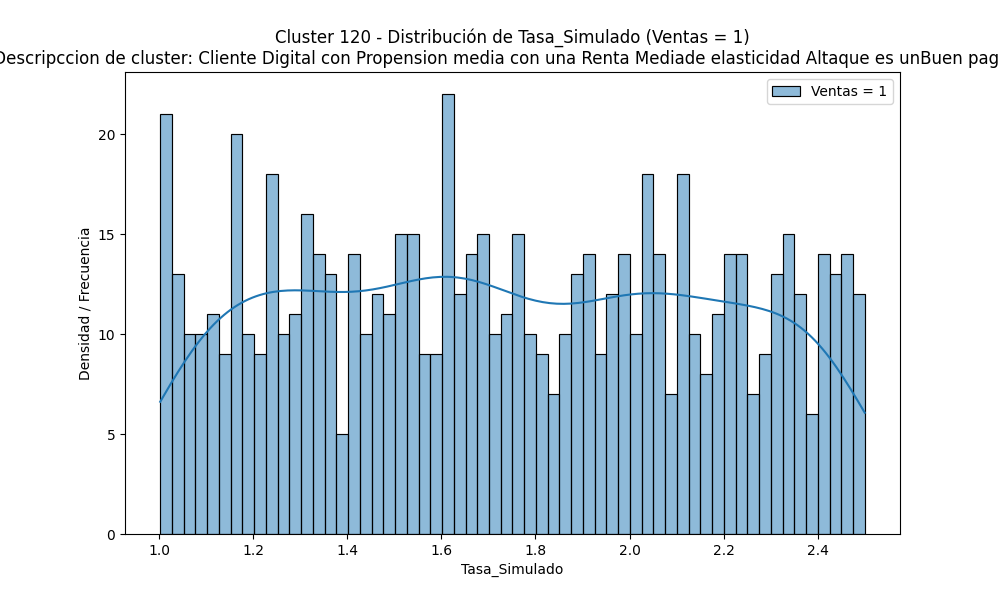 Cluster 120 - Distribución de Tasa_Simulado (Ventas = 1)
Descripccion de cluster: Cliente Digital con Propension media con una Renta Mediade elasticidad Altaque es unBuen pag
Ventas = 1
Densidad / Frecuencia
20
15
10
5
0
1.0 1.2 1.4 1.6 1.8 2.0 2.2 2.4
Tasa_Simulado